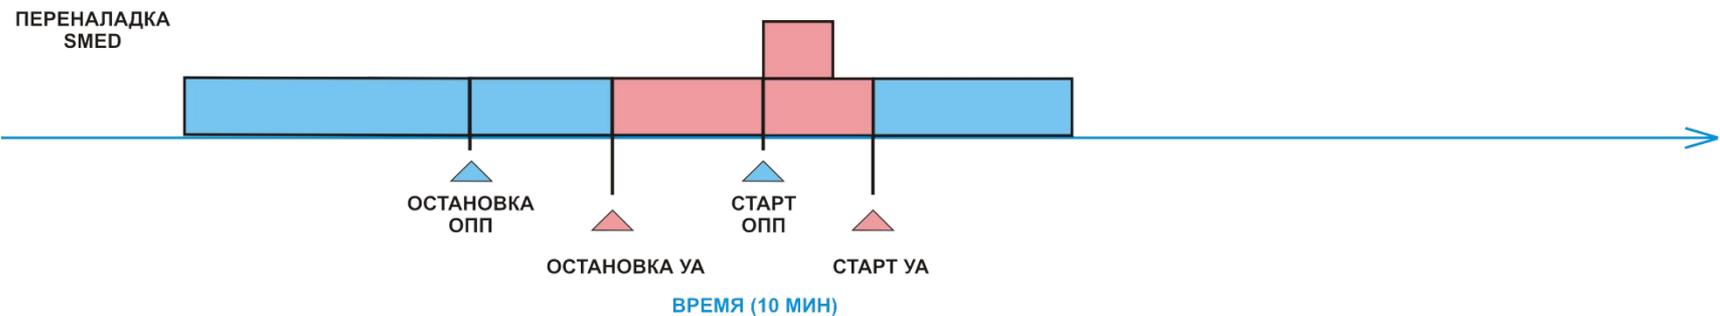 ПЕРЕНАЛАДКА
SMED
ОСТАНОВКА
ОПП
СТАРТ
ОПП
ОСТАНОВКА УА
СТАРТ УА
ВРЕМЯ (10 МИН)